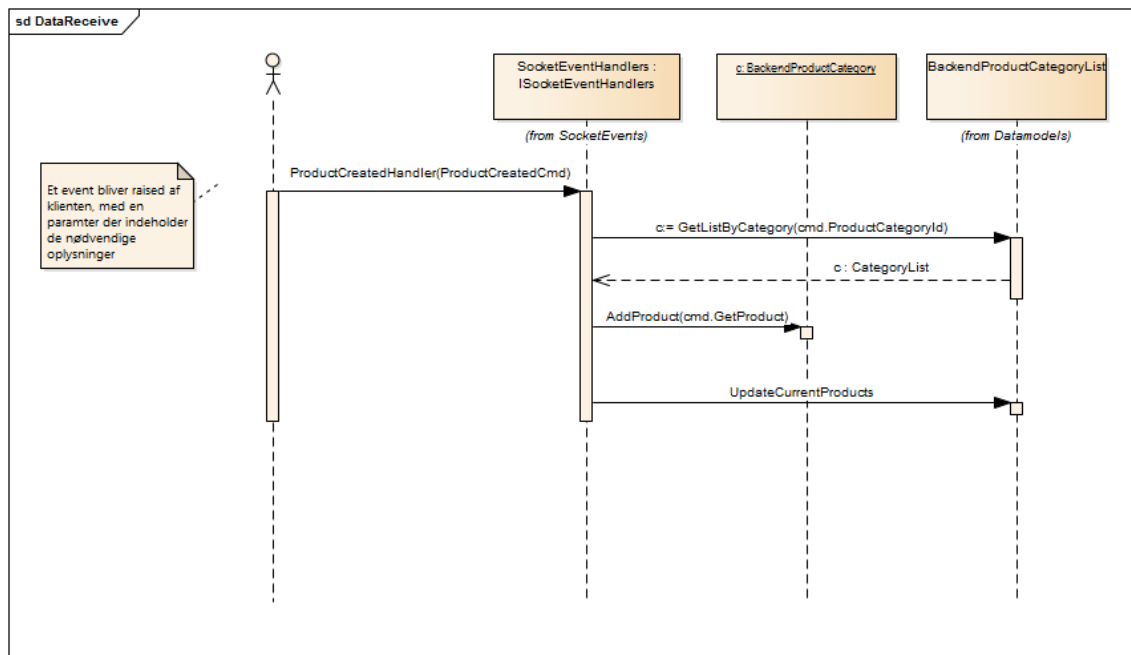 sd DataReceive
SocketEventHandlers :
ISocketEventHandlers
(from SocketEvents)
c: BackendProductCategory
BackendProductCategoryList
(from Datamodels)
Et event bliver raised af
klienten, med en
paramter der indeholder
de nødvendige
oplysninger
ProductCreatedHandler(ProductCreatedCmd)
c:= GetListByCategory(cmd.ProductCategoryId)
c : CategoryList
AddProduct(cmd.GetProduct)
UpdateCurrentProducts